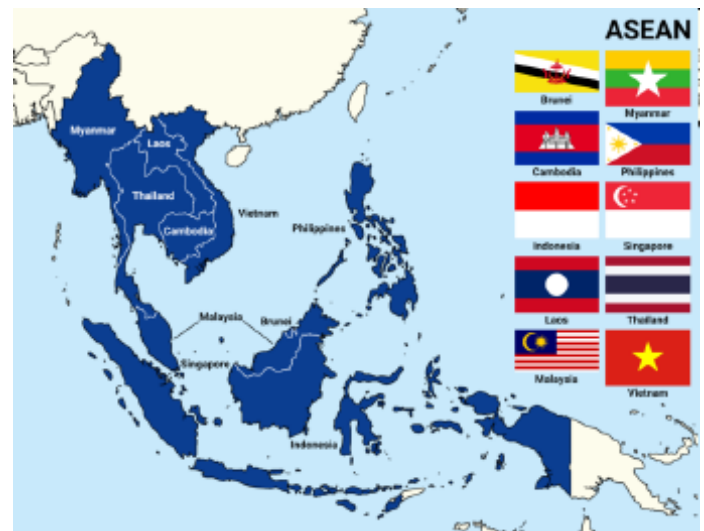 ASEAN
Brunei
Myanmar
Cambodia
Philippines
Indonesia
Singapore
Laos
Thailand
Malaysia
Vietnam
Myanmar
Laos
Thailand
Vietnam
Cambodia
Philippines
Malaysia
Brunei
Singapore
Indonesia